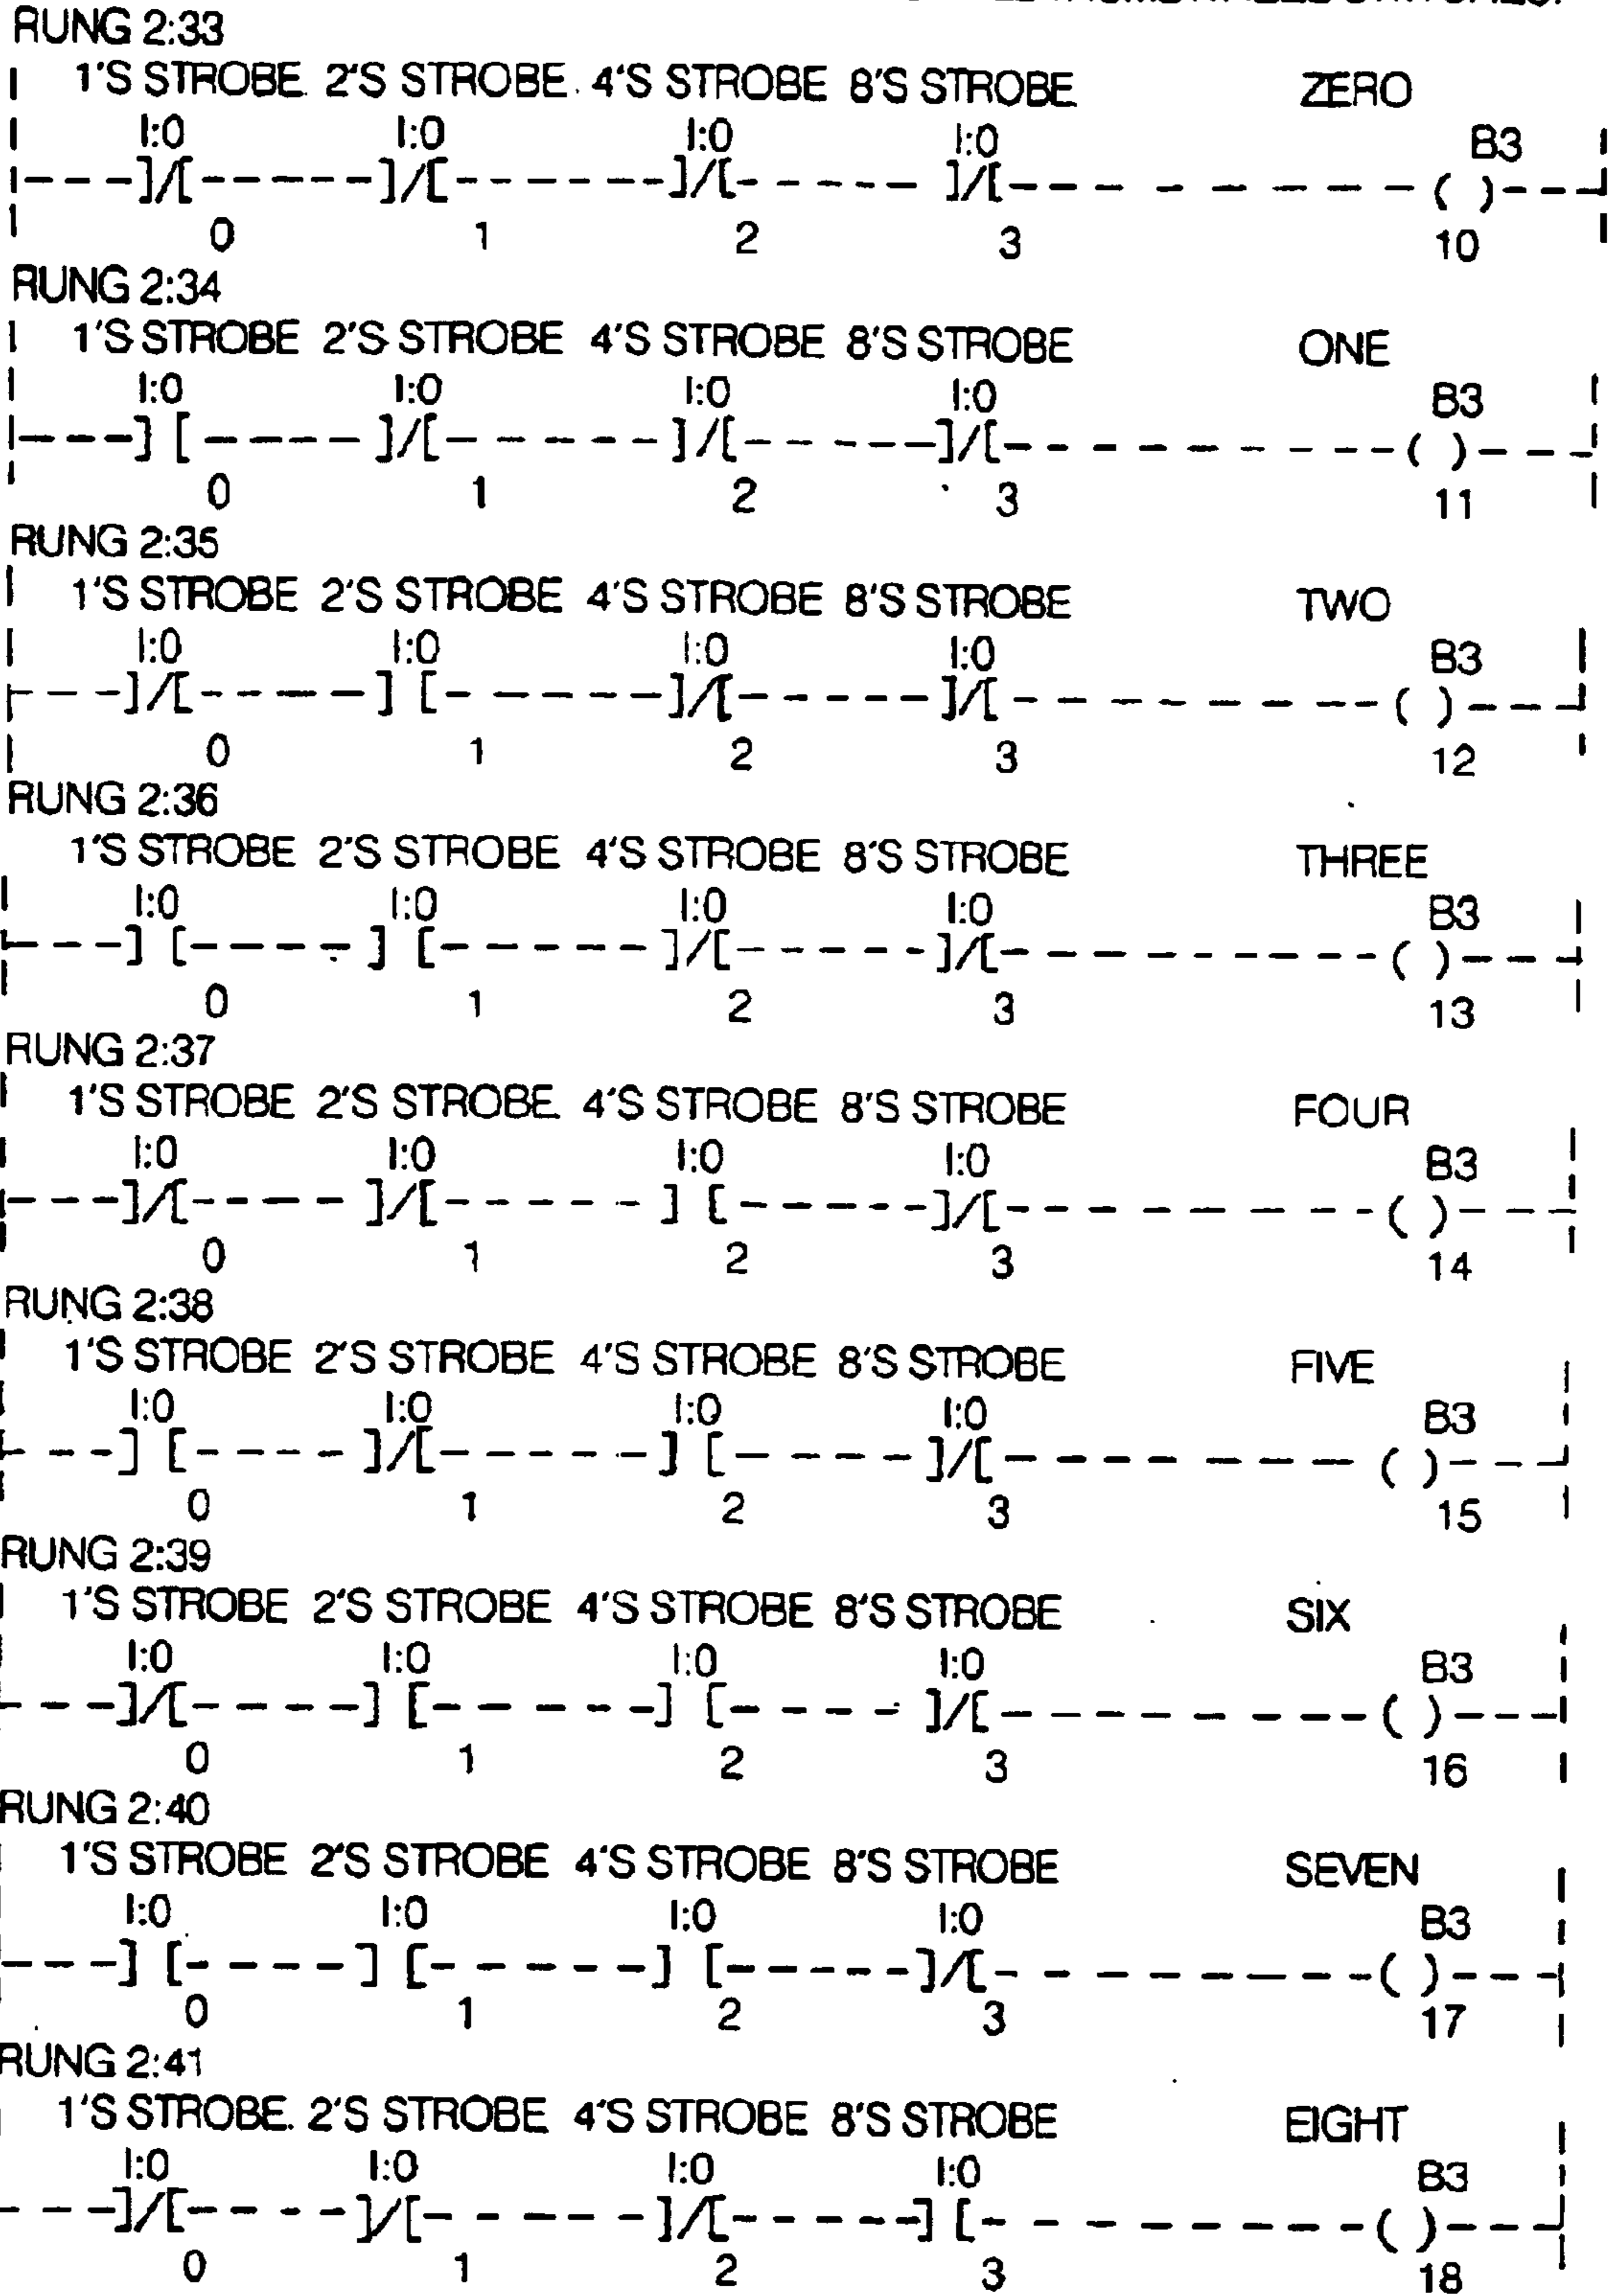 RUNG 2:33
1'S STROBE 2'S STROBE 4'S STROBE 8'S STROBE ZERO
I:0 I:0 I:0 I:0 B3
|---]/[-----]/[------]/[----- ]/[--- - - - - - -( )---|
0 1 2 3 10
RUNG 2:34
1'S STROBE 2'S STROBE 4'S STROBE 8'S STROBE ONE
I:0 I:0 I:0 I:0 B3
|---] [-----]/[------]/[------]/[-----------( )---|
0 1 2 3 11
RUNG 2:35
1'S STROBE 2'S STROBE 4'S STROBE 8'S STROBE TWO
I:0 I:0 I:0 I:0 B3
|---]/[-----] [------]/[-----]/[-----------( )---|
0 1 2 3 12
RUNG 2:36
1'S STROBE 2'S STROBE 4'S STROBE 8'S STROBE THREE
I:0 I:0 I:0 I:0 B3
|---] [-----] [------]/[------]/[-----------( )---|
0 1 2 3 13
RUNG 2:37
1'S STROBE 2'S STROBE 4'S STROBE 8'S STROBE FOUR
I:0 I:0 I:0 I:0 B3
|---]/[-----]/[-----] [------]/[-----------( )---|
0 1 2 3 14
RUNG 2:38
1'S STROBE 2'S STROBE 4'S STROBE 8'S STROBE FIVE
I:0 I:0 I:0 I:0 B3
|---] [----]/[------] [-----]/[----------( )---|
0 1 2 3 15
RUNG 2:39
1'S STROBE 2'S STROBE 4'S STROBE 8'S STROBE SIX
I:0 I:0 I:0 I:0 B3
---]/[-----] [------] [-----]/[-----------( )---|
0 1 2 3 16
RUNG 2:40
1'S STROBE 2'S STROBE 4'S STROBE 8'S STROBE SEVEN
I:0 I:0 I:0 I:0 B3
---] [-----] [------] [-----]/[------------( )---|
0 1 2 3 17
RUNG 2:41
1'S STROBE 2'S STROBE 4'S STROBE 8'S STROBE EIGHT
I:0 I:0 I:0 I:0 B3
---]/[-----]/[------]/[------] [-----------( )---|
0 1 2 3 18